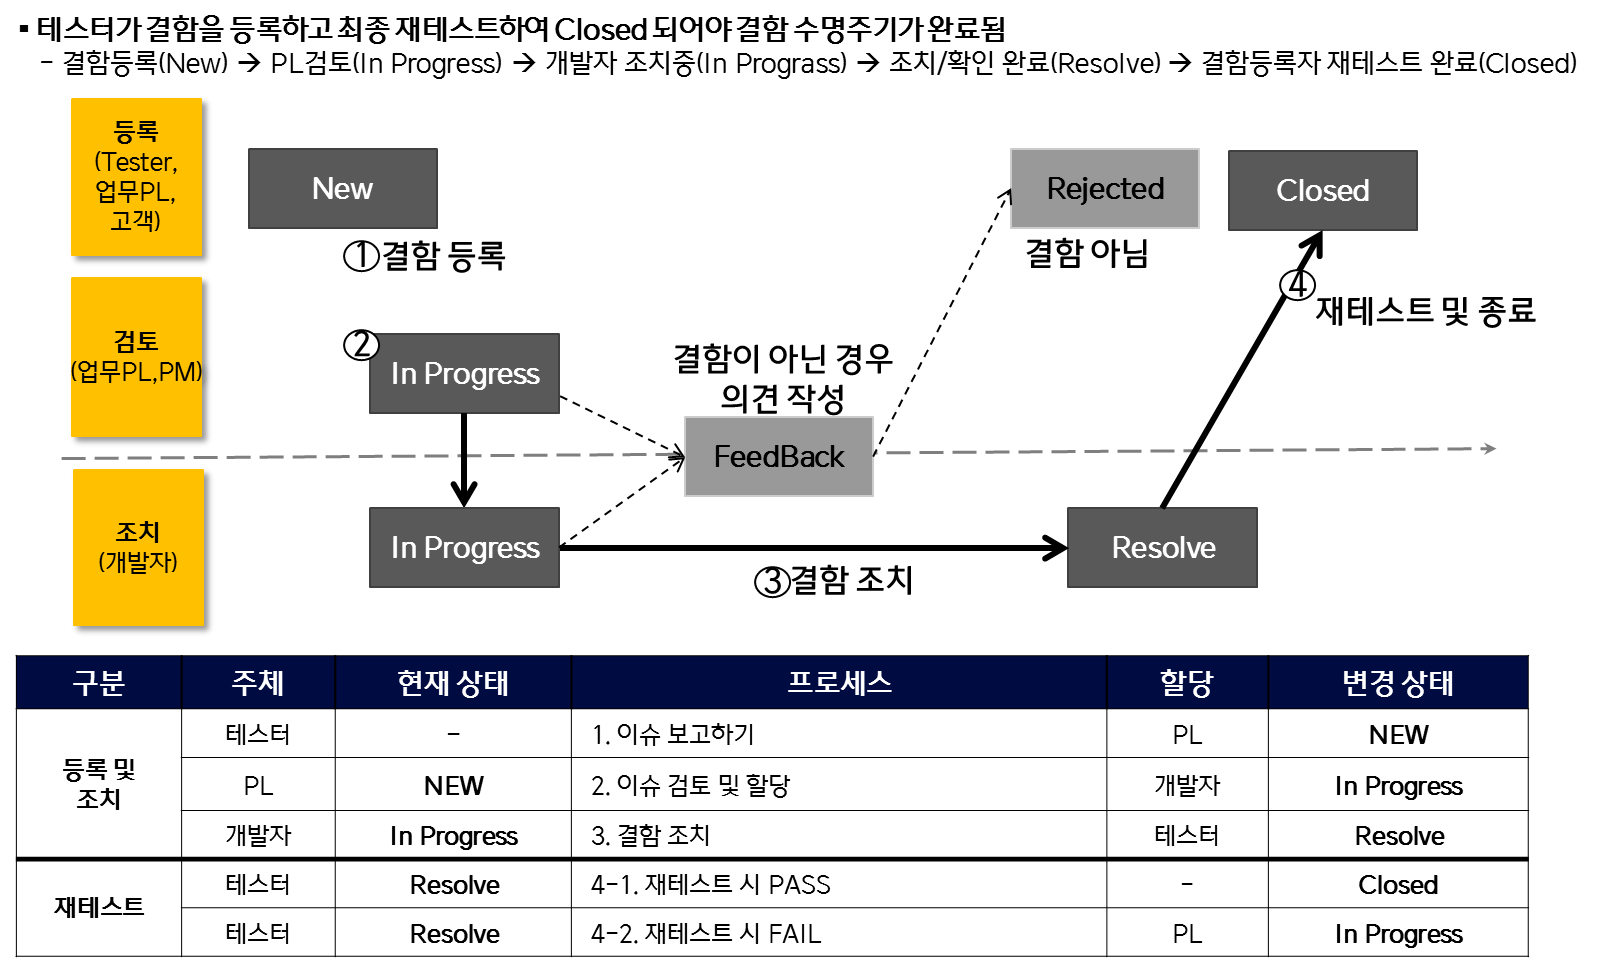 ▪ 테스터가 결함을 등록하고 최종 재테스트하여 Closed 되어야 결함 수명주기가 완료됨
- 결함등록(New) → PL검토(In Progress) → 개발자 조치중(In Prograss) → 조치/확인 완료(Resolve) → 결함등록자 재테스트 완료(Closed)
등록
(Tester,
업무PL,
고객)
New
Rejected
Closed
①결함 등록
결함 아님
④
재테스트 및 종료
검토
(업무PL,PM)
②
In Progress
결함이 아닌 경우
의견 작성
FeedBack
조치
(개발자)
In Progress
Resolve
③결함 조치
구분 주체 현재 상태 프로세스 할당 변경 상태
등록 및
조치
테스터 - 1. 이슈 보고하기 PL NEW
PL NEW 2. 이슈 검토 및 할당 개발자 In Progress
개발자 In Progress 3. 결함 조치 테스터 Resolve
재테스트
테스터 Resolve 4-1. 재테스트 시 PASS - Closed
테스터 Resolve 4-2. 재테스트 시 FAIL PL In Progress